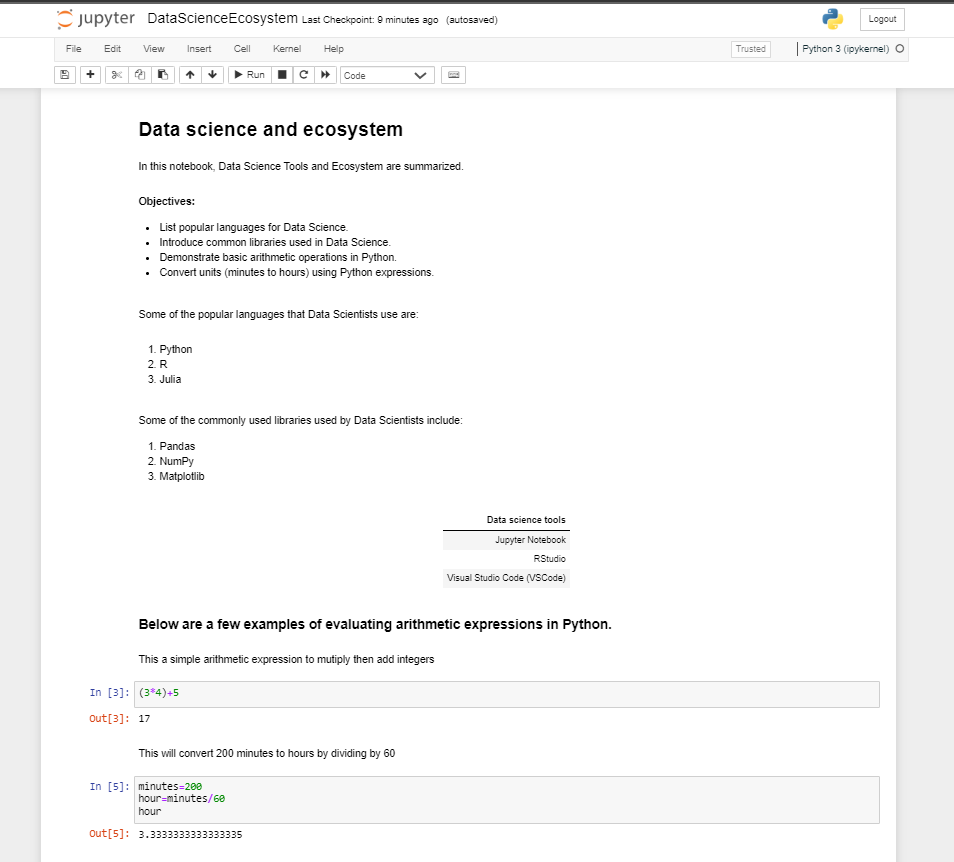 jupyter DataScienceEcosystem Last Checkpoint: 9 minutes ago (autosaved) Logout
File Edit View Insert Cell Kernel Help Trusted Python 3 (ipykernel)
Run Code
Data science and ecosystem
In this notebook, Data Science Tools and Ecosystem are summarized.
Objectives:
• List popular languages for Data Science.
• Introduce common libraries used in Data Science.
• Demonstrate basic arithmetic operations in Python.
• Convert units (minutes to hours) using Python expressions.
Some of the popular languages that Data Scientists use are:
1. Python
2. R
3. Julia
Some of the commonly used libraries used by Data Scientists include:
1. Pandas
2. NumPy
3. Matplotlib
Data science tools
Jupyter Notebook
RStudio
Visual Studio Code (VSCode)
Below are a few examples of evaluating arithmetic expressions in Python.
This a simple arithmetic expression to mutiply then add integers
In [3]: (3*4)+5
Out[3]: 17
This will convert 200 minutes to hours by dividing by 60
In [5]: minutes=200
hour=minutes/60
hour
Out[5]: 3.3333333333333335